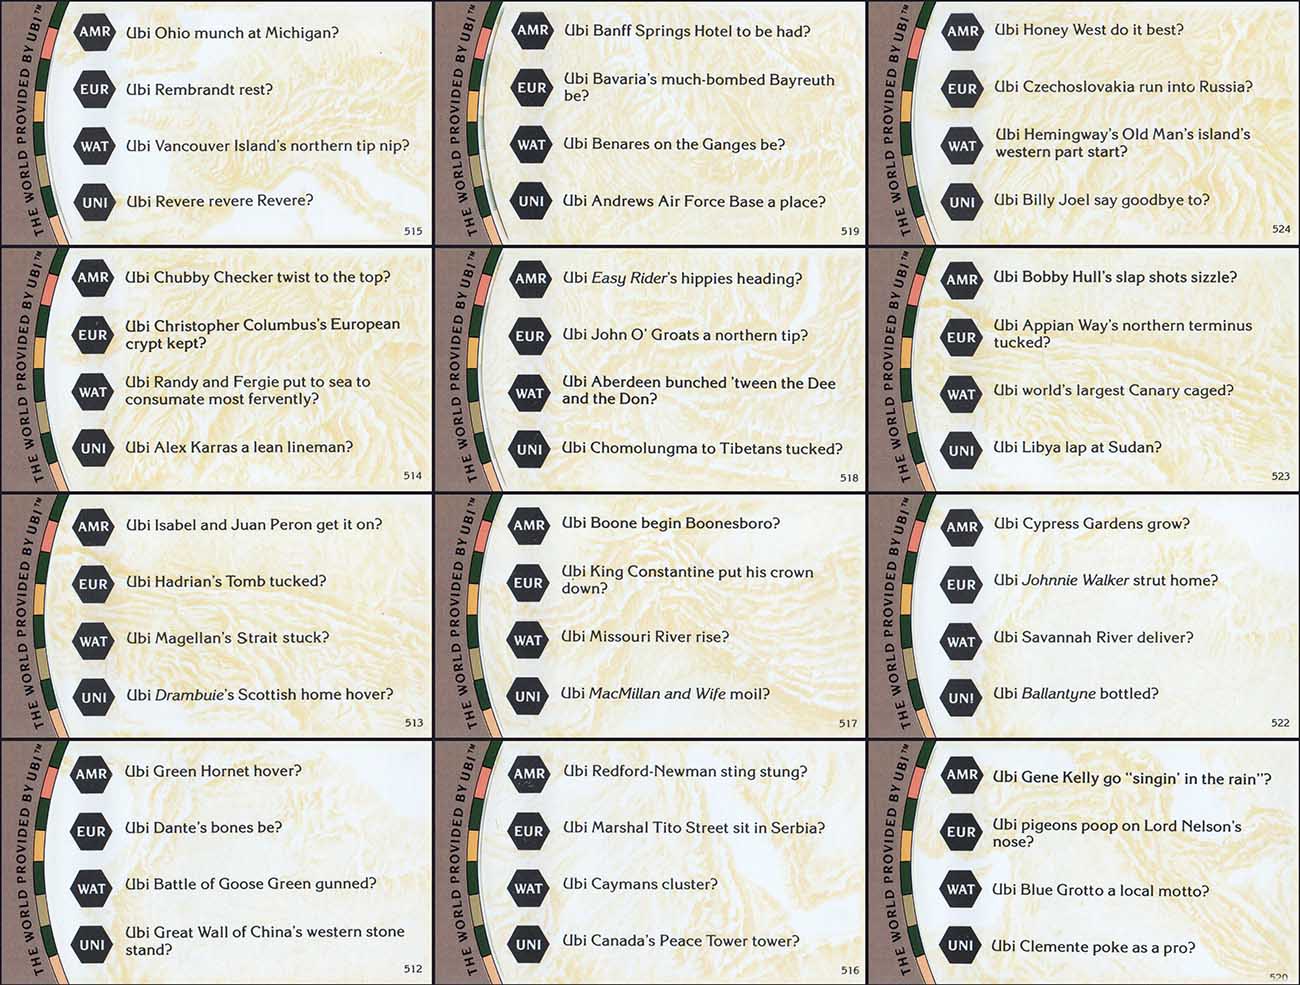 THE WORLD PROVIDED BY UBI™
AMR Ubi Ohio munch at Michigan?
EUR Ubi Rembrandt rest?
WAT Ubi Vancouver Island's northern tip nip?
UNI Ubi Revere revere Revere?
515
THE WORLD PROVIDED BY UBI™
AMR Ubi Banff Springs Hotel to be had?
EUR Ubi Bavaria's much-bombed Bayreuth
be?
WAT Ubi Benares on the Ganges be?
UNI Ubi Andrews Air Force Base a place?
519
THE WORLD PROVIDED BY UBI™
AMR Ubi Honey West do it best?
EUR Ubi Czechoslovakia run into Russia?
WAT Ubi Hemingway's Old Man's island's
western part start?
UNI Ubi Billy Joel say goodbye to?
524
THE WORLD PROVIDED BY UBI™
AMR Ubi Chubby Checker twist to the top?
EUR Ubi Christopher Columbus's European
crypt kept?
WAT Ubi Randy and Fergie put to sea to
consumate most fervently?
UNI Ubi Alex Karras a lean lineman?
514
THE WORLD PROVIDED BY UBI™
AMR Ubi Easy Rider's hippies heading?
EUR Ubi John O' Groats a northern tip?
WAT Ubi Aberdeen bunched 'tween the Dee
and the Don?
UNI Ubi Chomolungma to Tibetans tucked?
518
THE WORLD PROVIDED BY UBI™
AMR Ubi Bobby Hull's slap shots sizzle?
EUR Ubi Appian Way's northern terminus
tucked?
WAT Ubi world's largest Canary caged?
UNI Ubi Libya lap at Sudan?
523
THE WORLD PROVIDED BY UBI™
AMR Ubi Isabel and Juan Peron get it on?
EUR Ubi Hadrian's Tomb tucked?
WAT Ubi Magellan's Strait stuck?
UNI Ubi Drambuie's Scottish home hover?
513
THE WORLD PROVIDED BY UBI™
AMR Ubi Boone begin Boonesboro?
EUR Ubi King Constantine put his crown
down?
WAT Ubi Missouri River rise?
UNI Ubi MacMillan and Wife moil?
517
THE WORLD PROVIDED BY UBI™
AMR Ubi Cypress Gardens grow?
EUR Ubi Johnnie Walker strut home?
WAT Ubi Savannah River deliver?
UNI Ubi Ballantyne bottled?
522
THE WORLD PROVIDED BY UBI™
AMR Ubi Green Hornet hover?
EUR Ubi Dante's bones be?
WAT Ubi Battle of Goose Green gunned?
UNI Ubi Great Wall of China's western stone
stand?
512
THE WORLD PROVIDED BY UBI™
AMR Ubi Redford-Newman sting stung?
EUR Ubi Marshal Tito Street sit in Serbia?
WAT Ubi Caymans cluster?
UNI Ubi Canada's Peace Tower tower?
516
THE WORLD PROVIDED BY UBI™
AMR Ubi Gene Kelly go "singin' in the rain"?
EUR Ubi pigeons poop on Lord Nelson's
nose?
WAT Ubi Blue Grotto a local motto?
UNI Ubi Clemente poke as a pro?
520